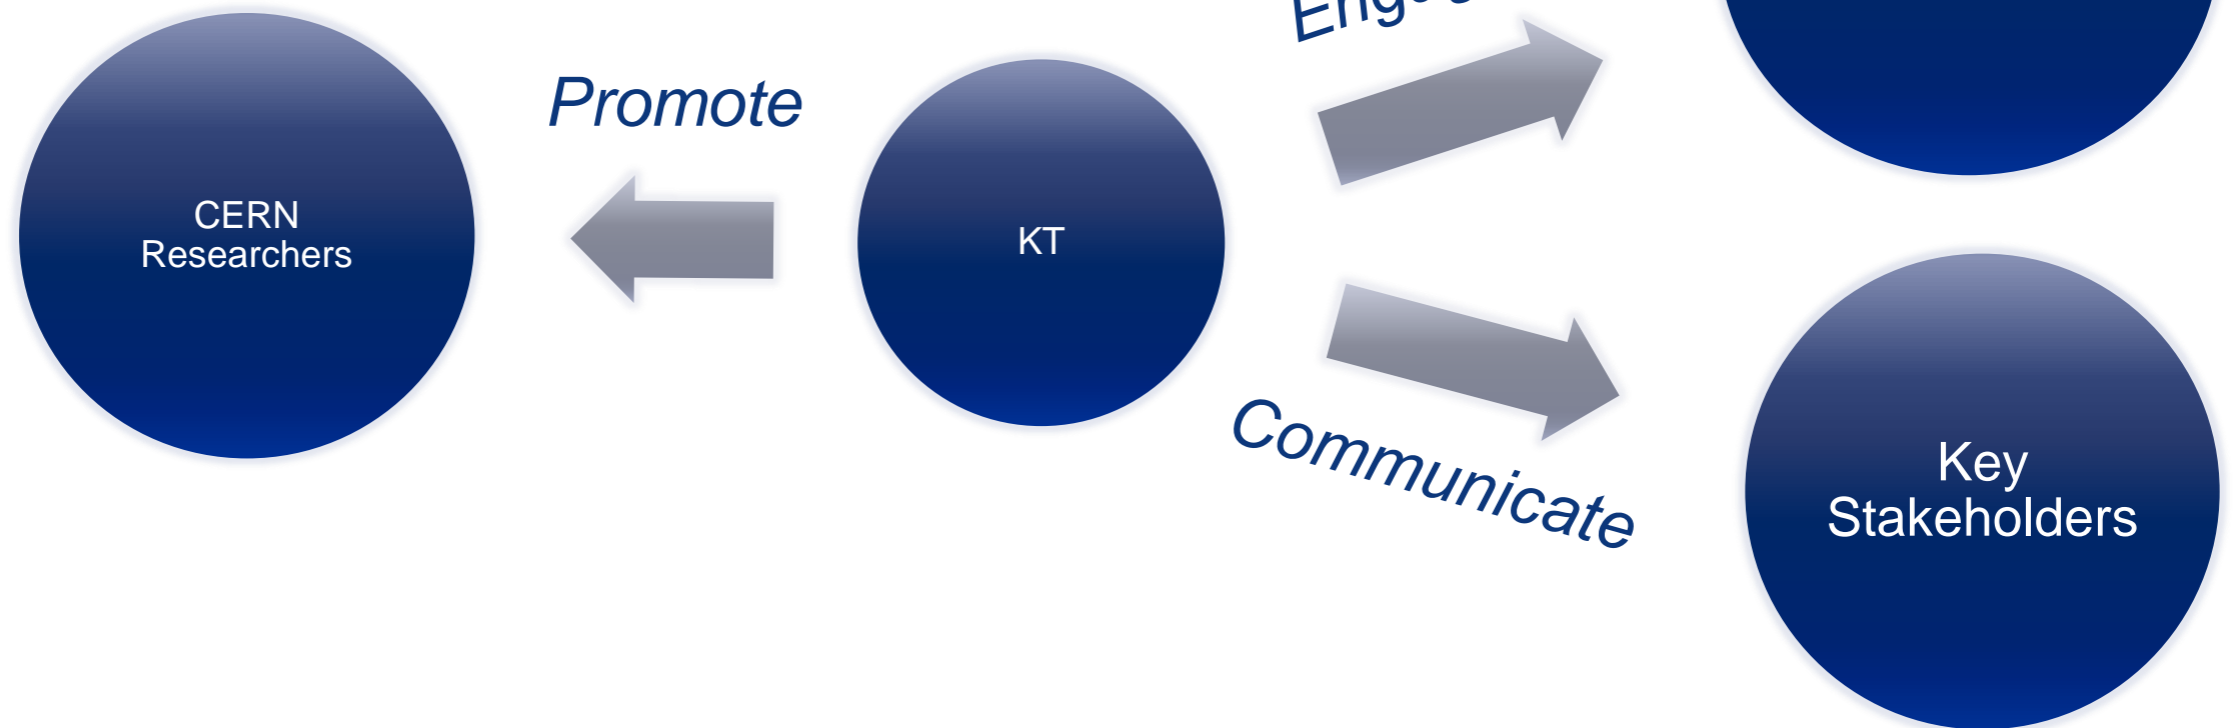 Promote
CERN
Researchers
KT
Communicate
Key
Stakeholders